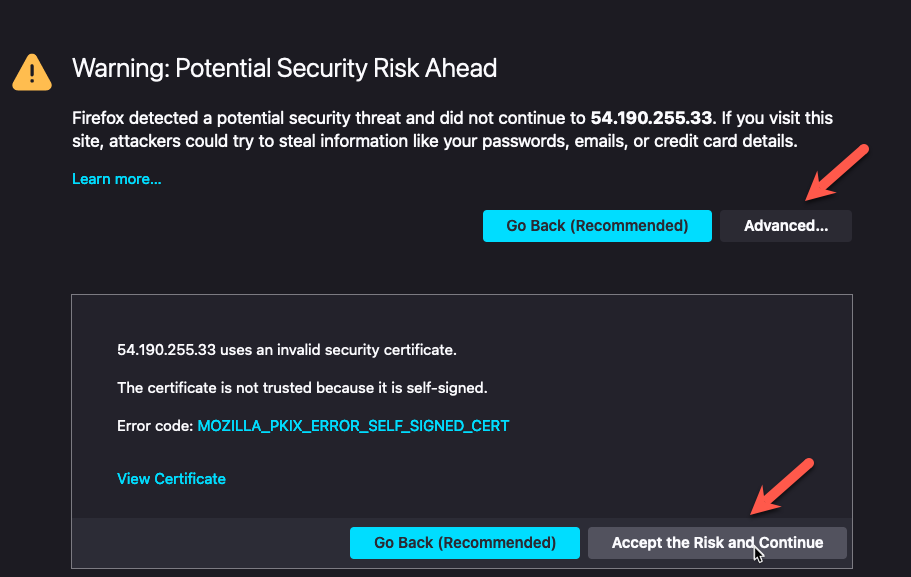 Warning: Potential Security Risk Ahead
Firefox detected a potential security threat and did not continue to 54.190.255.33. If you visit this
site, attackers could try to steal information like your passwords, emails, or credit card details.
Learn more...
Go Back (Recommended)
Advanced...
54.190.255.33 uses an invalid security certificate.
The certificate is not trusted because it is self-signed.
Error code: MOZILLA_PKIX_ERROR_SELF_SIGNED_CERT
View Certificate
Go Back (Recommended)
Accept the Risk and Continue